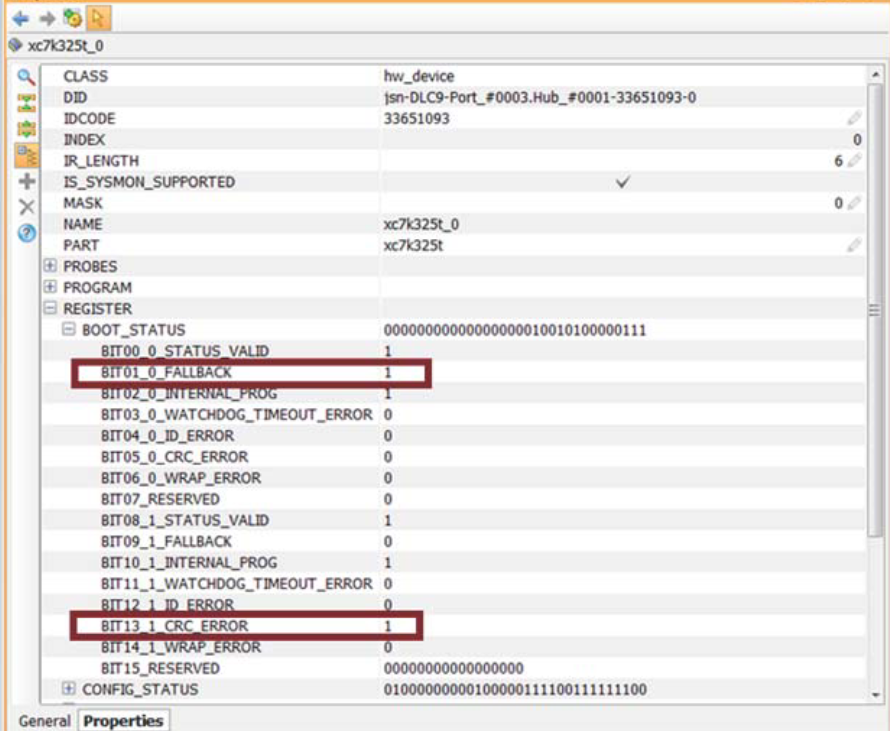 xc7k325t_0
CLASS hw_device
DID jsn-DLC9-Port_#0003.Hub_#0001-33651093-0
IDCODE 33651093
INDEX 0
IR_LENGTH 6
IS_SYSMON_SUPPORTED
MASK 0
NAME xc7k325t_0
PART xc7k325t
PROBES
PROGRAM
REGISTER
BOOT_STATUS 00000000000000000010010100000111
BIT00_0_STATUS_VALID 1
BIT01_0_FALLBACK 1
BIT02_0_INTERNAL_PROG 1
BIT03_0_WATCHDOG_TIMEOUT_ERROR 0
BIT04_0_ID_ERROR 0
BIT05_0_CRC_ERROR 0
BIT06_0_WRAP_ERROR 0
BIT07_RESERVED 0
BIT08_1_STATUS_VALID 1
BIT09_1_FALLBACK 0
BIT10_1_INTERNAL_PROG 1
BIT11_1_WATCHDOG_TIMEOUT_ERROR 0
BIT12_1_ID_ERROR 0
BIT13_1_CRC_ERROR 1
BIT14_1_WRAP_ERROR 0
BIT15_RESERVED 00000000000000000
CONFIG_STATUS 01000000000100000111100111111100
General Properties